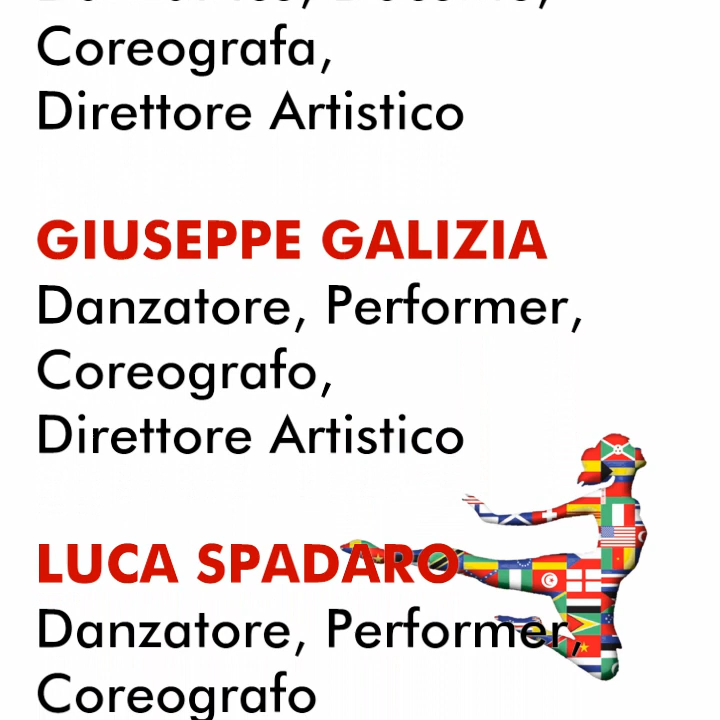 Coreografa,
Direttore Artistico
GIUSEPPE GALIZIA
Danzatore, Performer,
Coreografo,
Direttore Artistico
LUCA SPADARO
Danzatore, Performer,
Coreografo